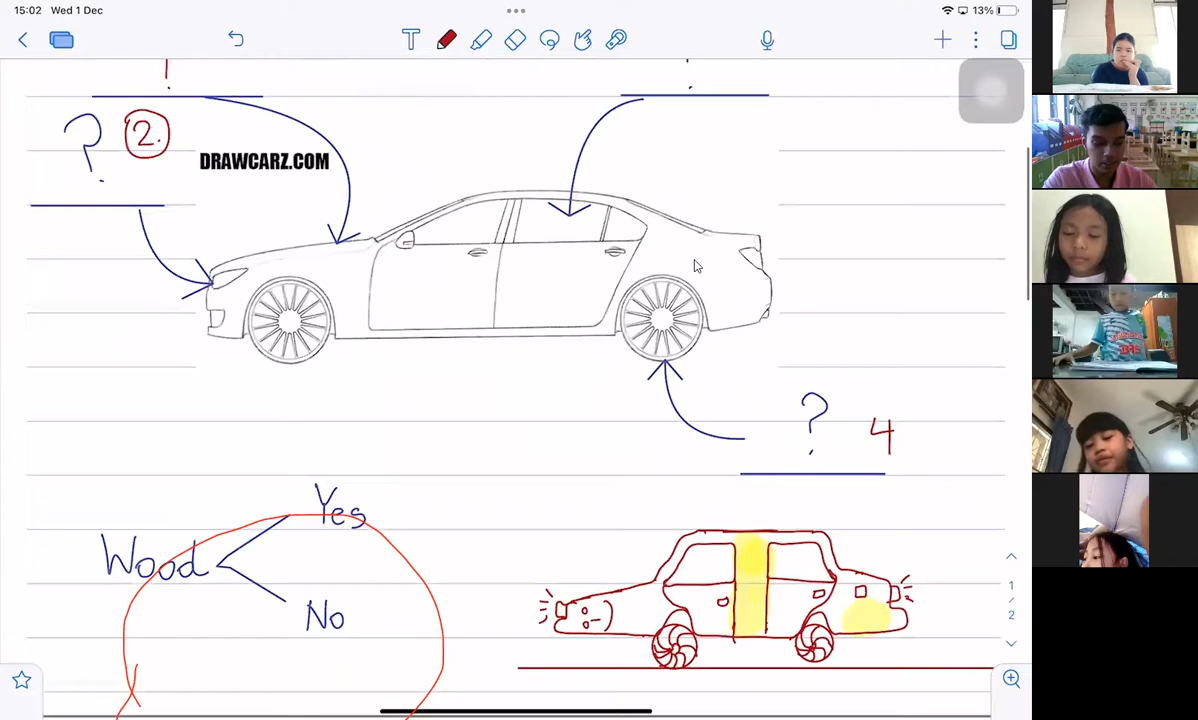 15:02 Wed 1 Dec
13%
T
?
? 2.
DRAWCARZ.COM
? 4
Yes
Wood
No
1
/
2